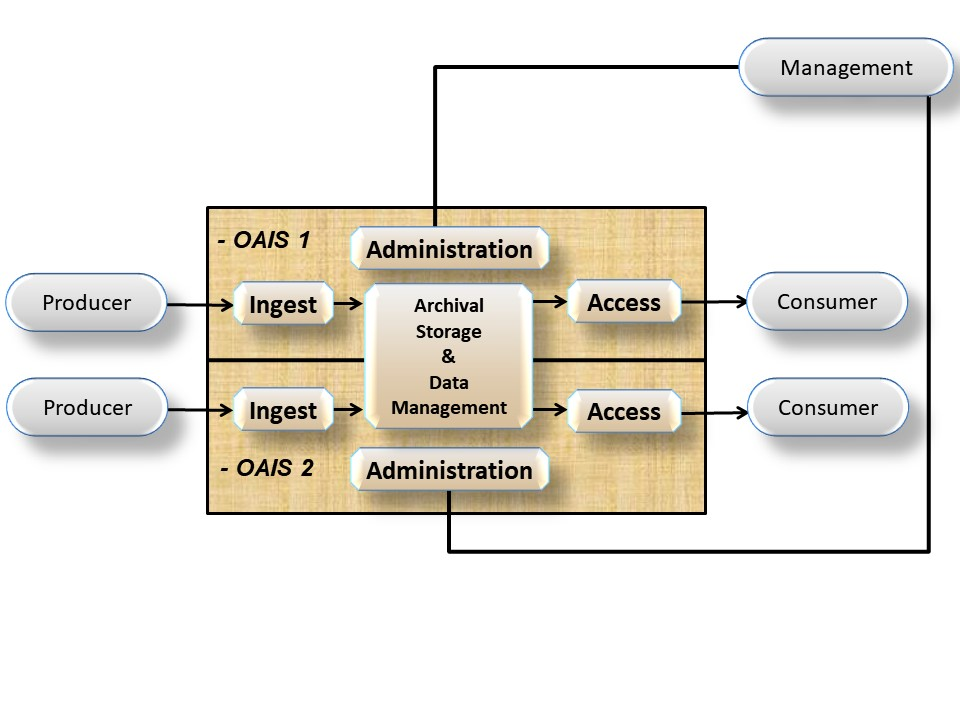 Management
- OAIS 1
Administration
Producer
Ingest
Archival
Storage
&
Data
Management
Access
Consumer
Producer
Ingest
Access
Consumer
- OAIS 2
Administration